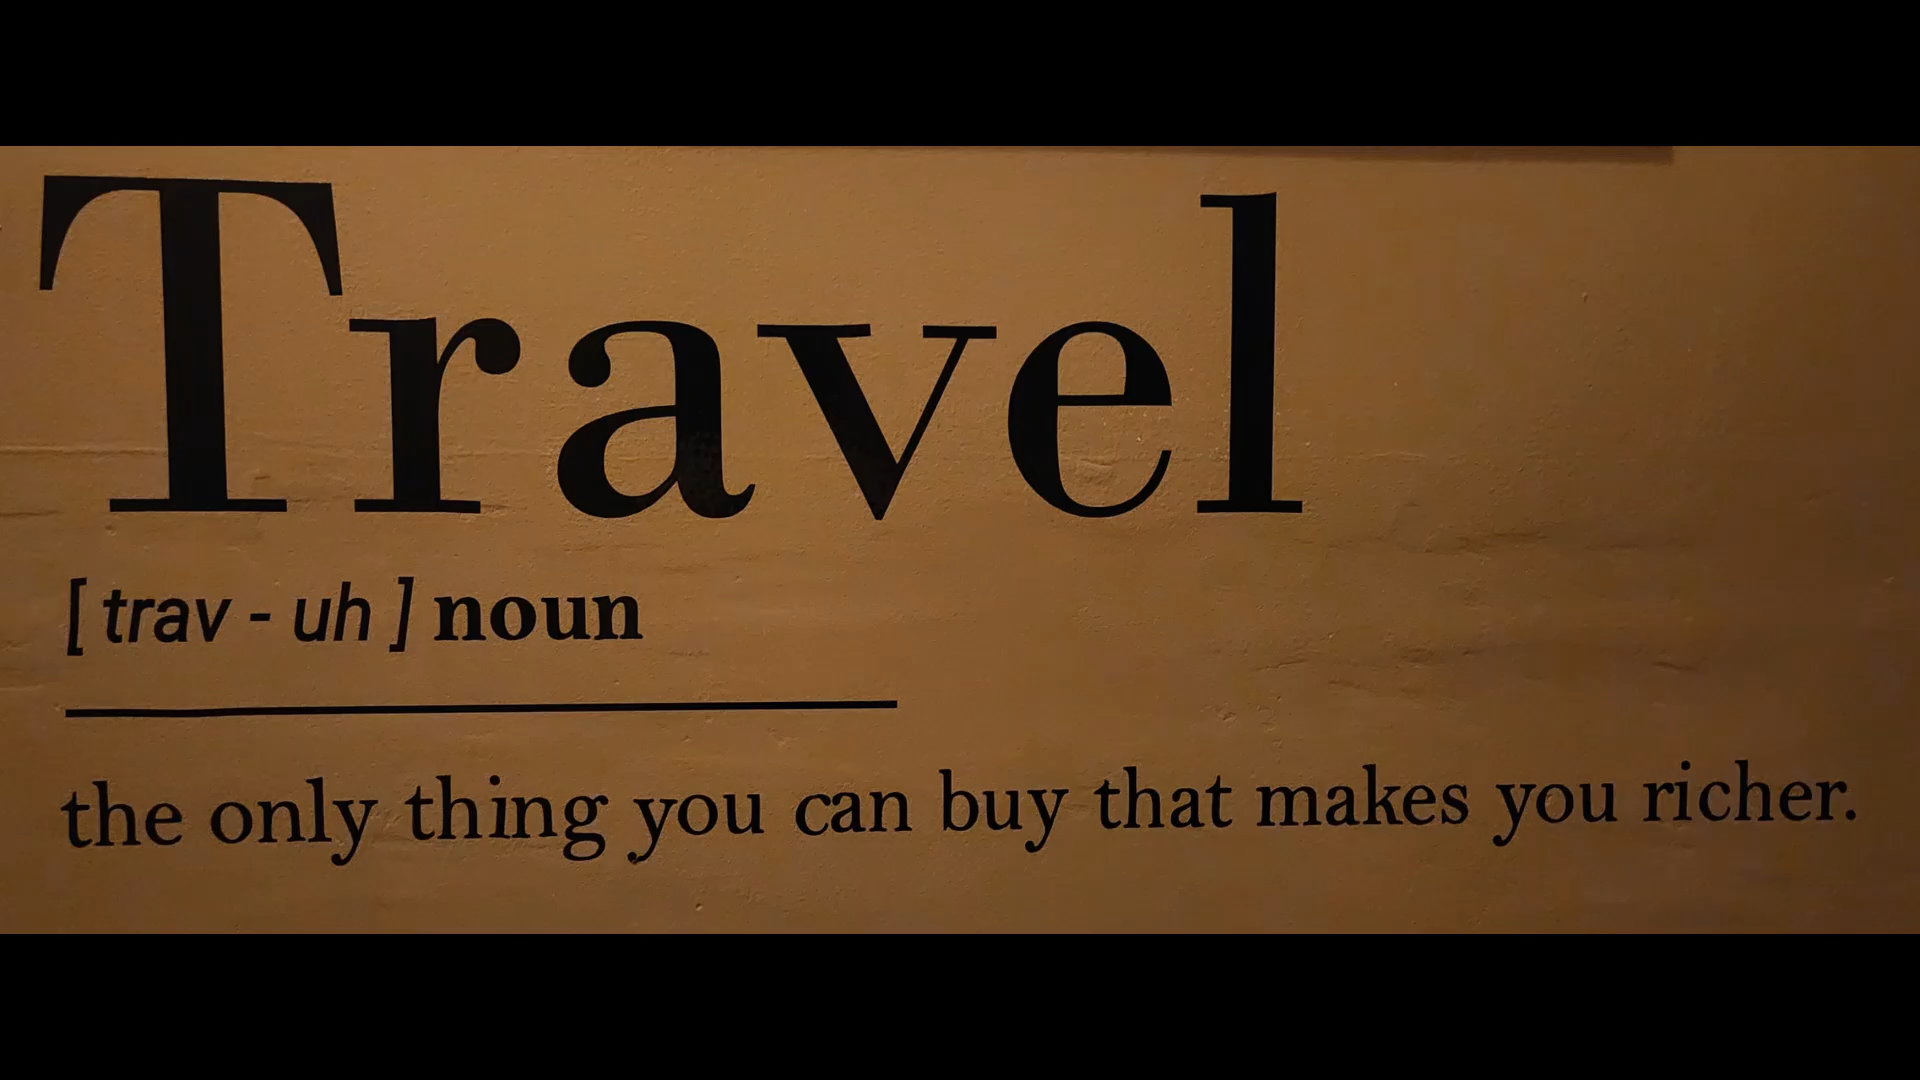 Travel
[ trav - uh ] noun
the only thing you can buy that makes you richer.